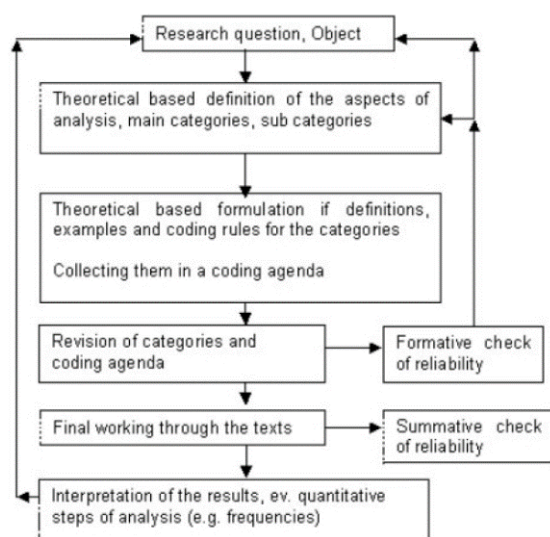 Research question, Object
Theoretical based definition of the aspects of
analysis, main categories, sub categories
Theoretical based formulation if definitions,
examples and coding rules for the categories
Collecting them in a coding agenda
Revision of categories and
coding agenda
Formative check
of reliability
Final working through the texts
Summative check
of reliability
Interpretation of the results, ev. quantitative
steps of analysis (e.g. frequencies)